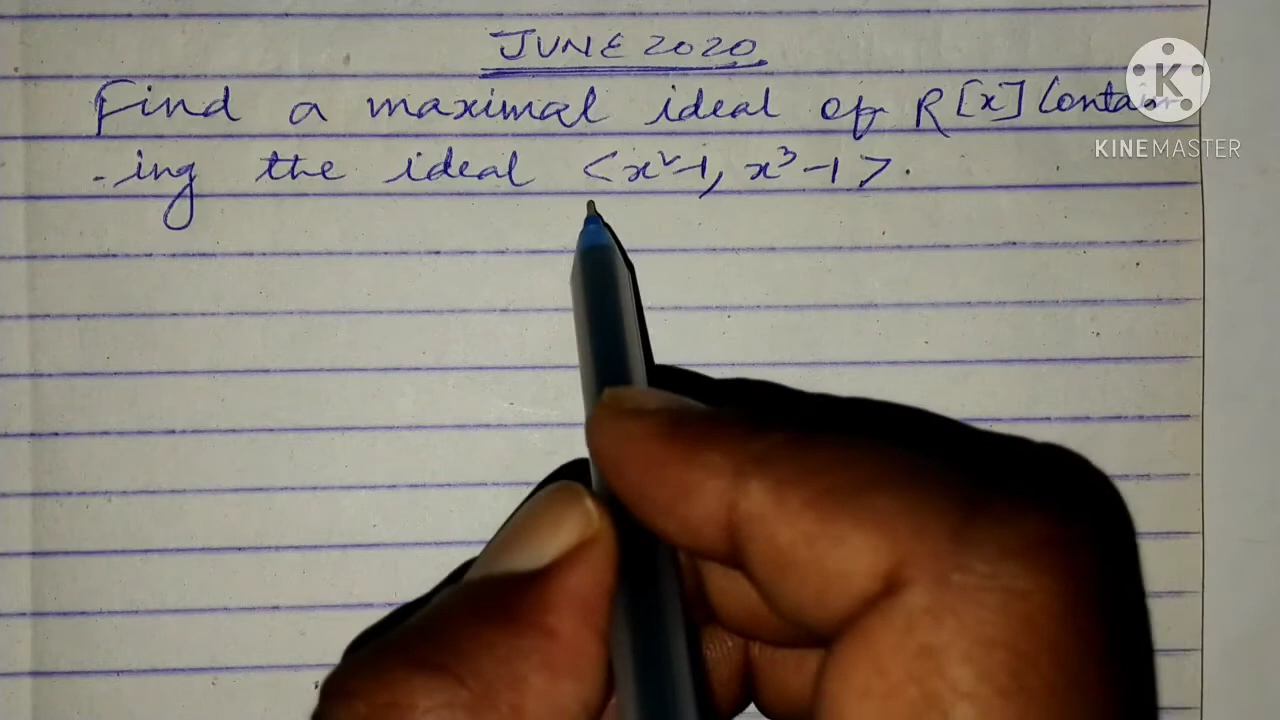 JUNE 2020
Find a maximal ideal of R[x] Contain
-ing the ideal <x²-1, x³-1>.
K
KINEMASTER